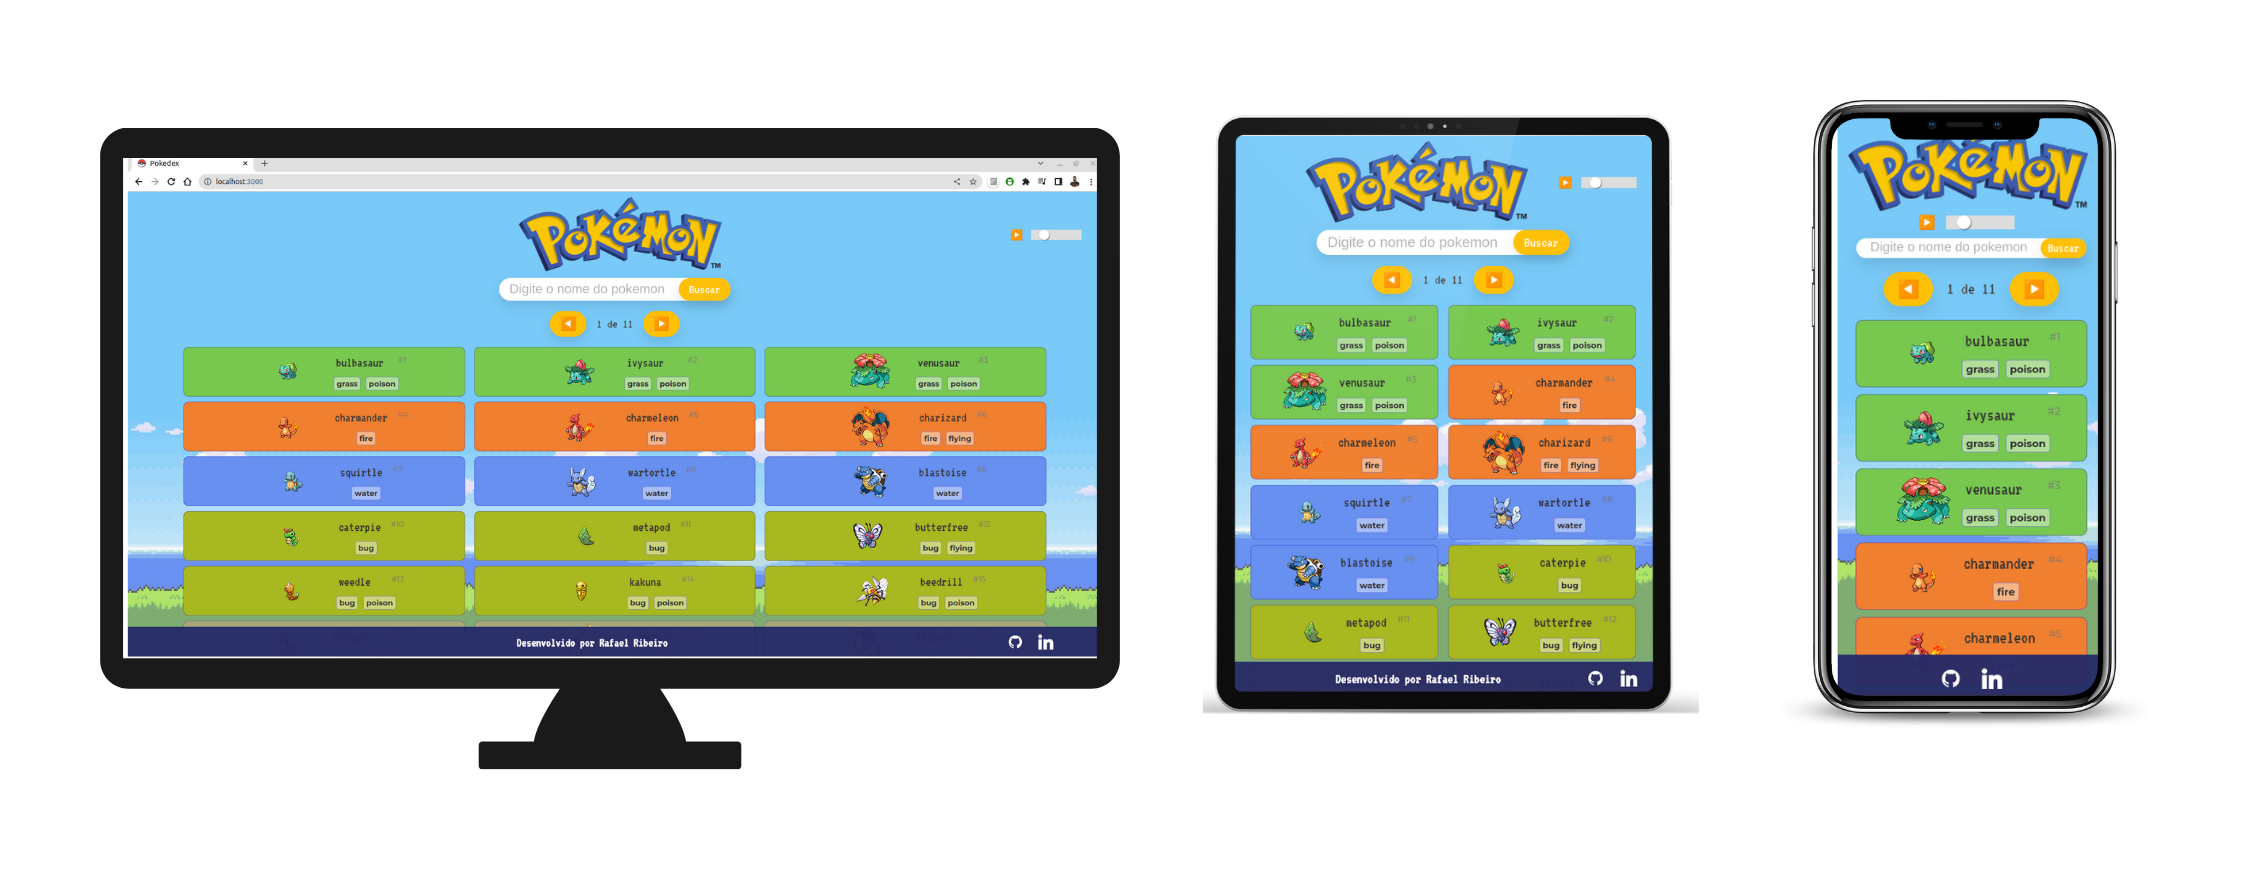 Pokedex
localhost:3000
POKéMON TM
Digite o nome do pokemon Buscar
1 de 11
bulbasaur #1 ivysaur #2 venusaur #3
grass poison grass poison grass poison
charmander #4 charmeleon #5 charizard #6
fire fire fire flying
squirtle #7 wartortle #8 blastoise #9
water water water
caterpie #10 metapod #11 butterfree #12
bug bug bug flying
weedle #13 kakuna #14 beedrill #15
bug poison bug poison bug poison
Desenvolvido por Rafael Ribeiro in
POKéMON TM
Digite o nome do pokemon Buscar
1 de 11
bulbasaur #1 ivysaur #2
grass poison grass poison
venusaur #3 charmander #4
grass poison fire
charmeleon #5 charizard #6
fire fire flying
squirtle #7 wartortle #8
water water
blastoise #9 caterpie #10
water bug
metapod #11 butterfree #12
bug bug flying
Desenvolvido por Rafael Ribeiro in
POKéMON TM
Digite o nome do pokemon Buscar
1 de 11
bulbasaur #1
grass poison
ivysaur #2
grass poison
venusaur #3
grass poison
charmander #4
fire
charmeleon #5
in